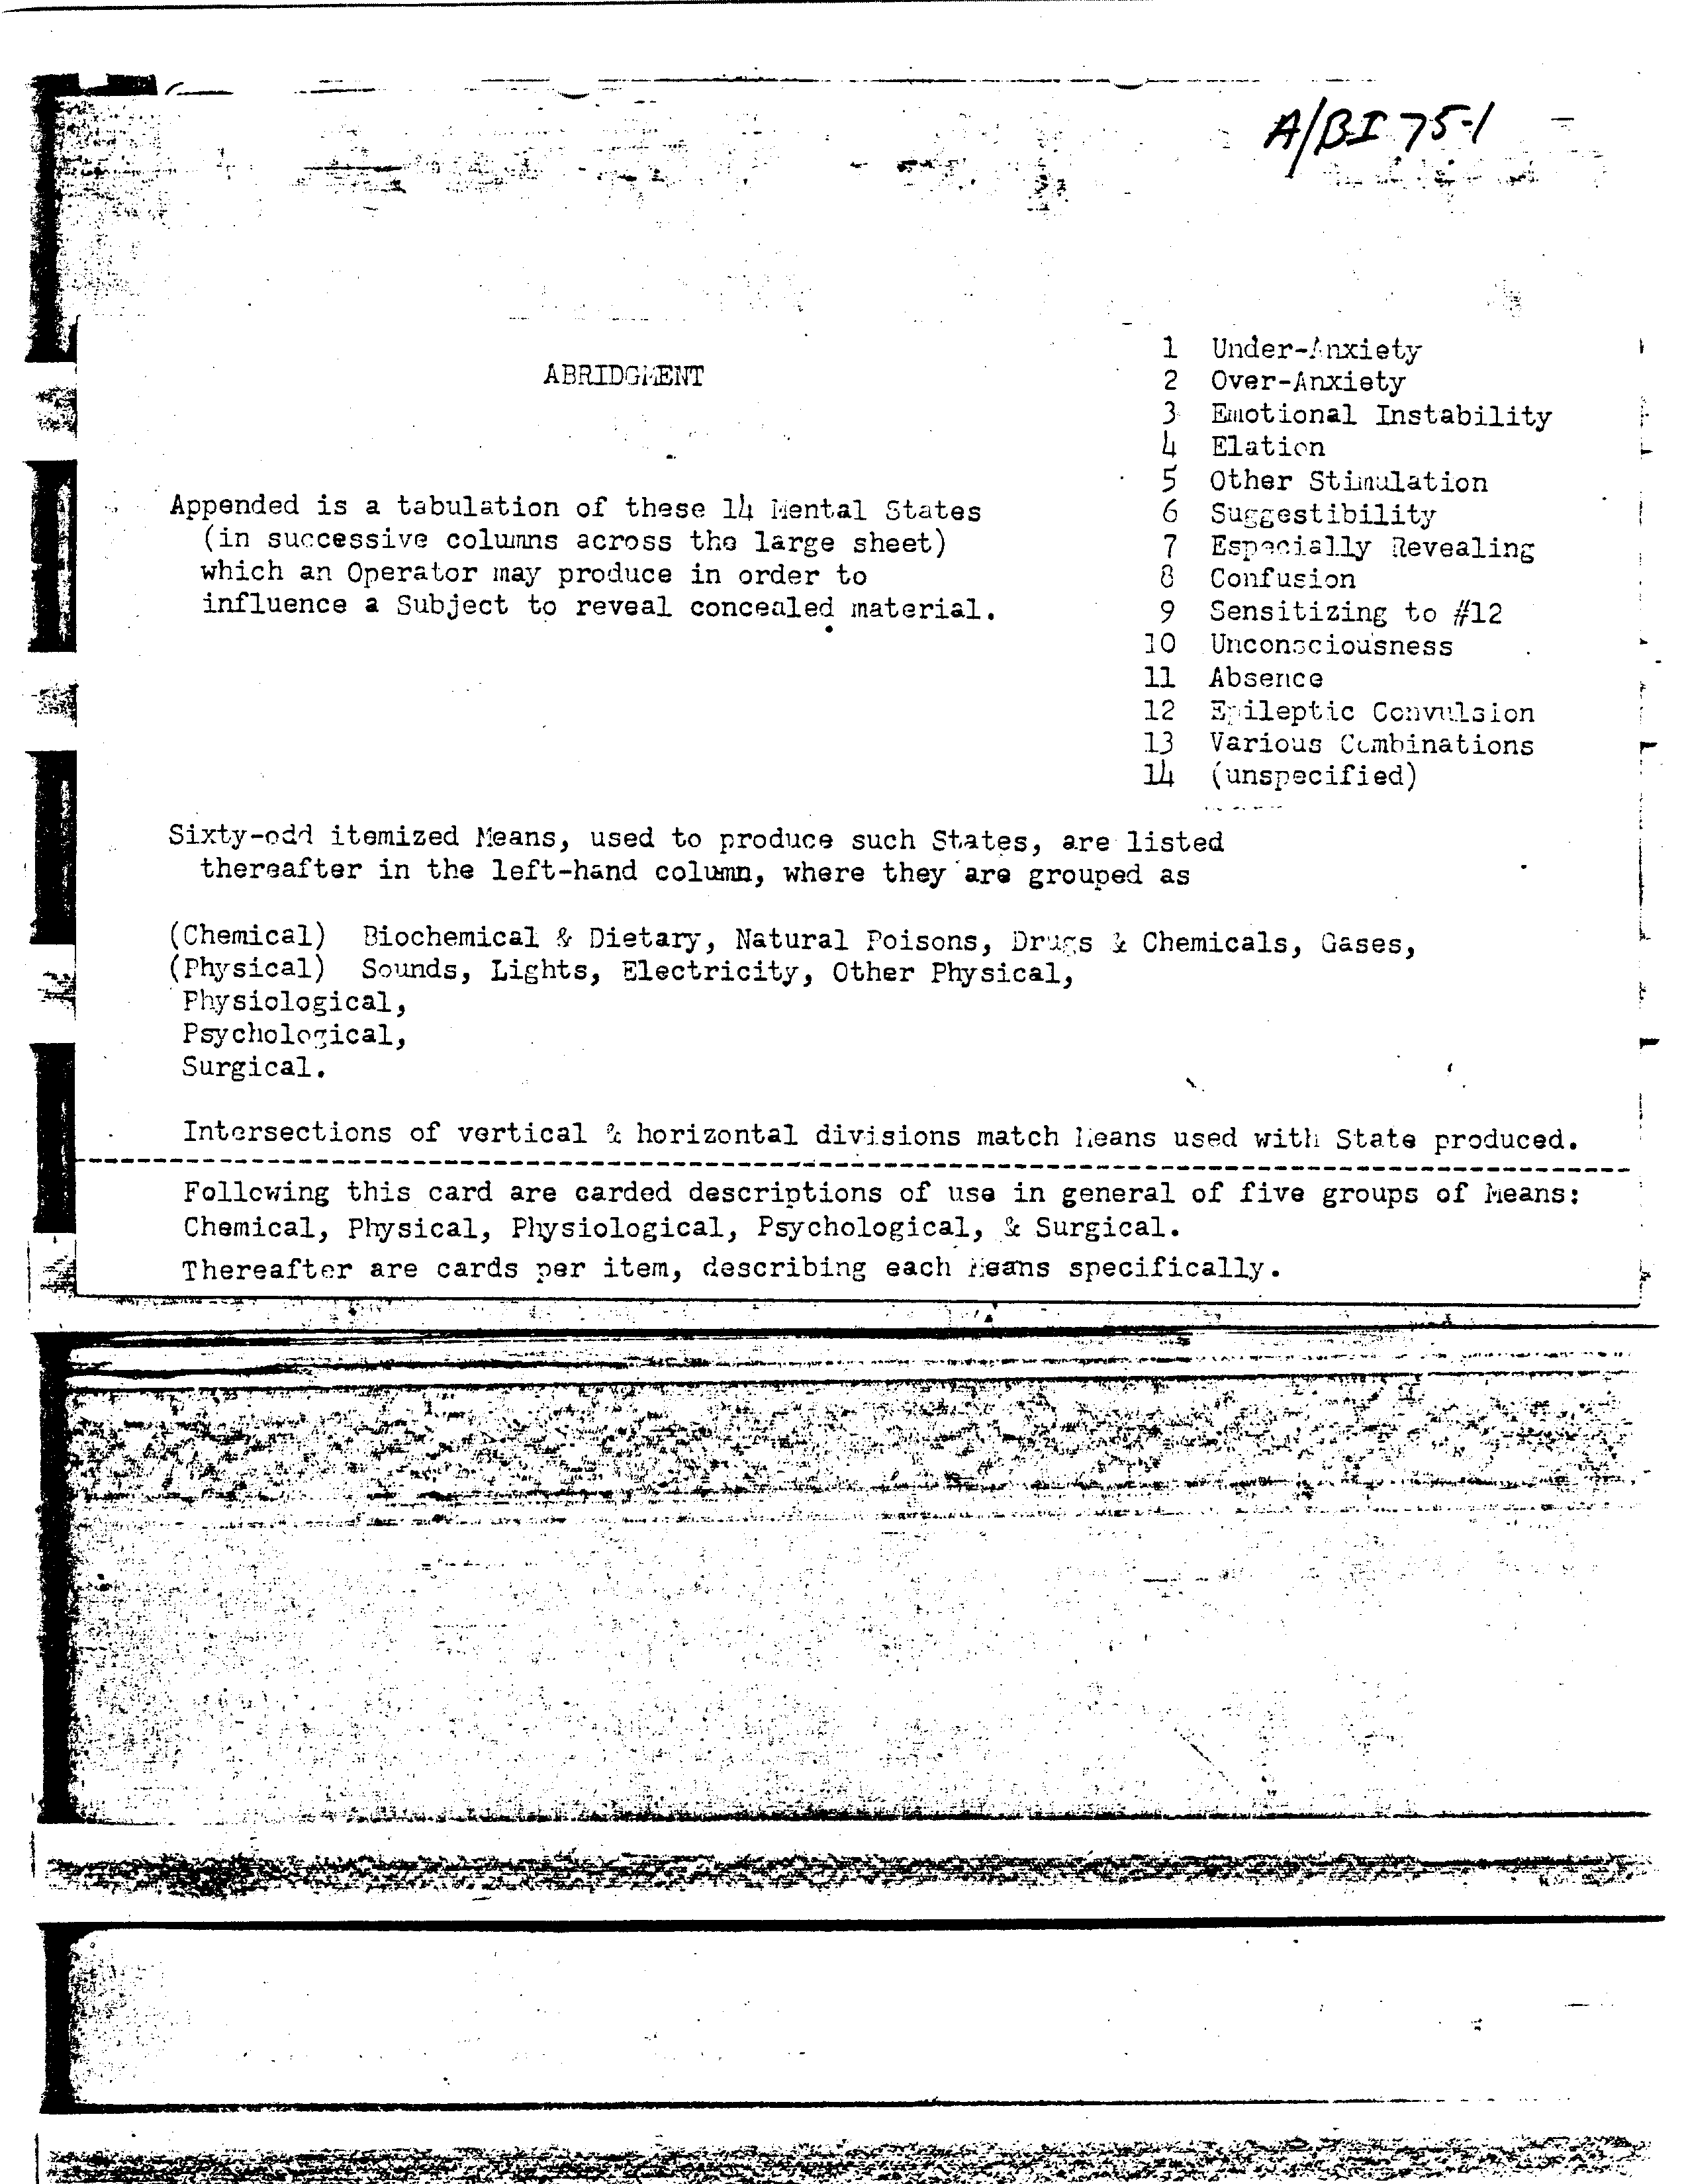 A/BI 75-1
ABRIDGMENT
1 Under-Anxiety
2 Over-Anxiety
3 Emotional Instability
4 Elation
5 Other Stimulation
6 Suggestibility
7 Especially Revealing
8 Confusion
9 Sensitizing to #12
10 Unconsciousness
11 Absence
12 Epileptic Convulsion
13 Various Combinations
14 (unspecified)
Appended is a tabulation of these 14 Mental States
(in successive columns across the large sheet)
which an Operator may produce in order to
influence a Subject to reveal concealed material.
Sixty-odd itemized Means, used to produce such States, are listed
thereafter in the left-hand column, where they are grouped as
(Chemical) Biochemical & Dietary, Natural Poisons, Drugs & Chemicals, Gases,
(Physical) Sounds, Lights, Electricity, Other Physical,
Physiological,
Psychological,
Surgical.
Intersections of vertical & horizontal divisions match Means used with State produced.
Following this card are carded descriptions of use in general of five groups of Means:
Chemical, Physical, Physiological, Psychological, & Surgical.
Thereafter are cards per item, describing each Means specifically.